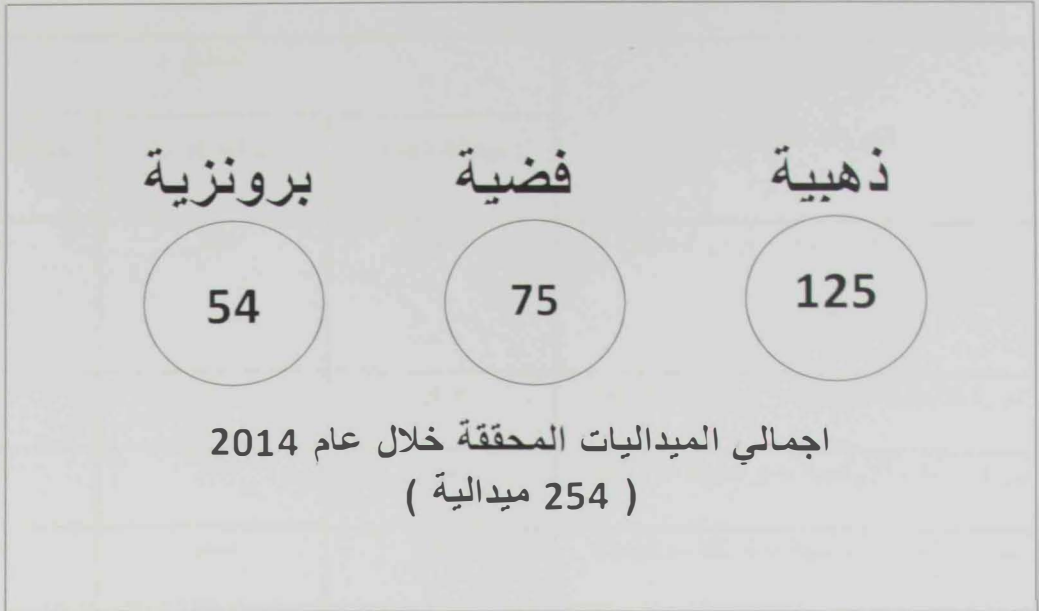 ذهبية فضية برونزية
125 75 54
اجمالي الميداليات المحققة خلال عام 2014
( 254 ميدالية )